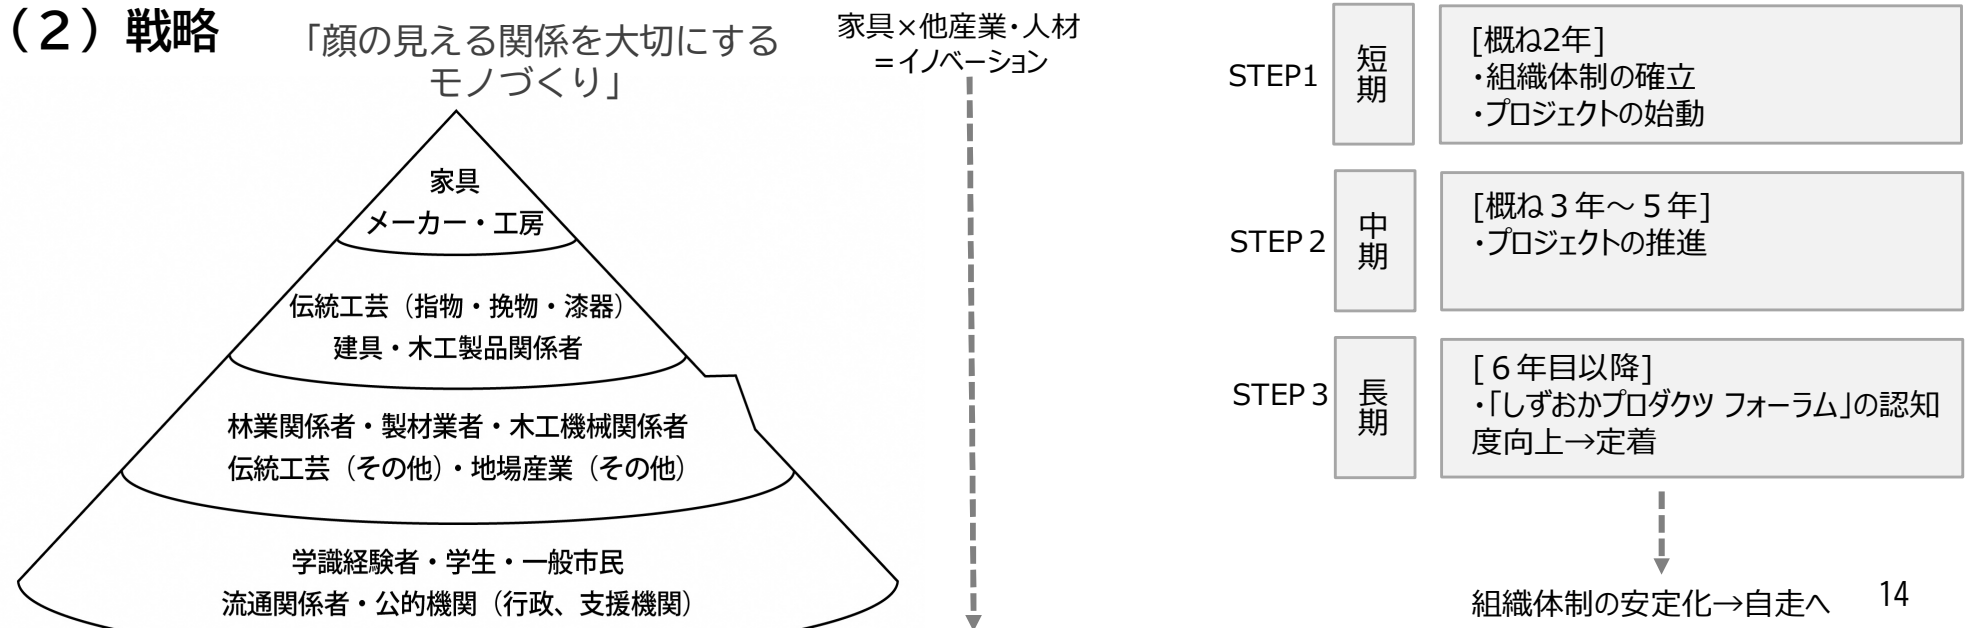 （２）戦略
「顔の見える関係を大切にする
モノづくり」
家具
メーカー・工房
伝統工芸（指物・挽物・漆器）
建具・木工製品関係者
林業関係者・製材業者・木工機械関係者
伝統工芸（その他）・地場産業（その他）
学識経験者・学生・一般市民
流通関係者・公的機関（行政、支援機関）
家具×他産業・人材
＝イノベーション
STEP1
短期
[概ね2年]
・組織体制の確立
・プロジェクトの始動
STEP２
中期
[概ね３年～５年]
・プロジェクトの推進
STEP３
長期
[６年目以降]
・「しずおかプロダクツ フォーラム」の認知
度向上→定着
組織体制の安定化→自走へ
14